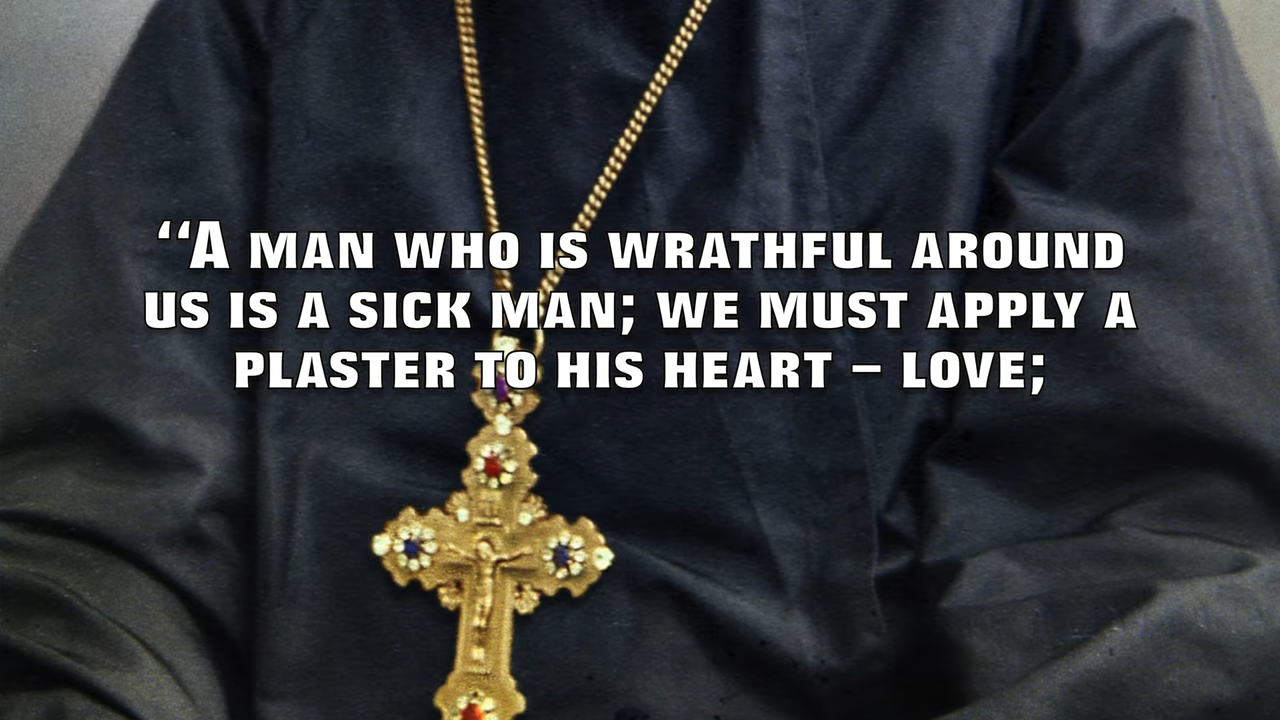 “A MAN WHO IS WRATHFUL AROUND
US IS A SICK MAN; WE MUST APPLY A
PLASTER TO HIS HEART – LOVE;